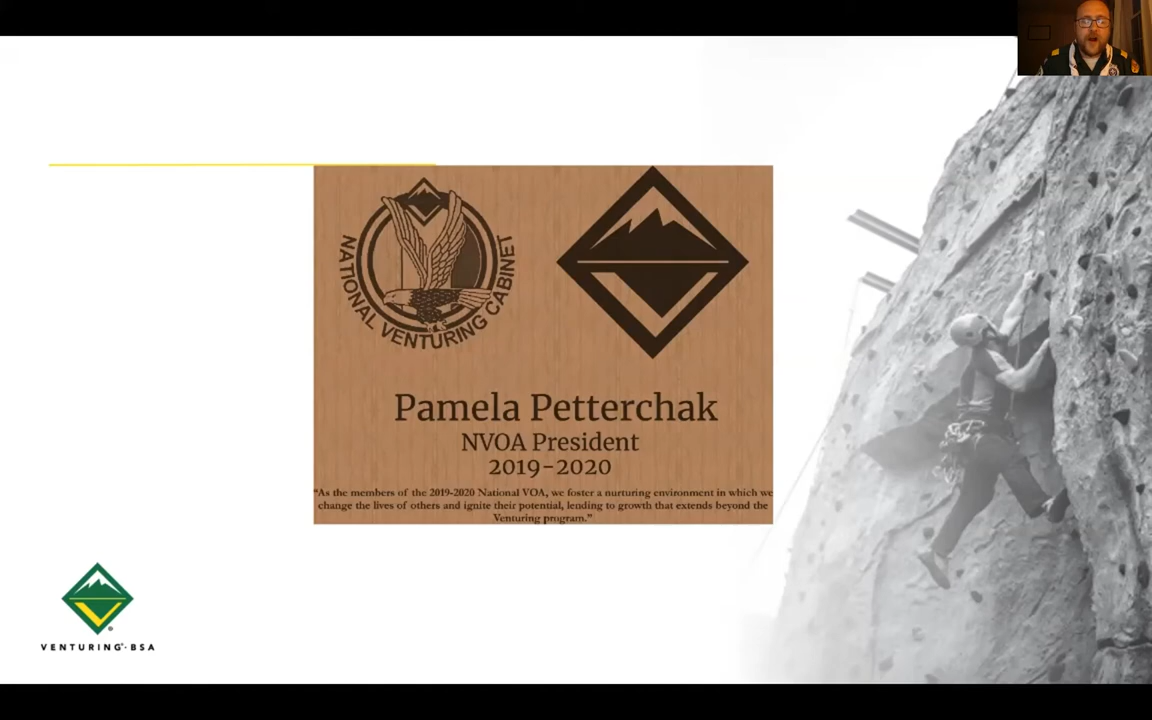 NATIONAL VENTURING CABINET
Pamela Petterchak
NVOA President
2019-2020
“As the members of the 2019-2020 National VOA, we foster a nurturing environment in which we
change the lives of others and ignite their potential, lending to growth that extends beyond the
Venturing program.”
VENTURING®·BSA